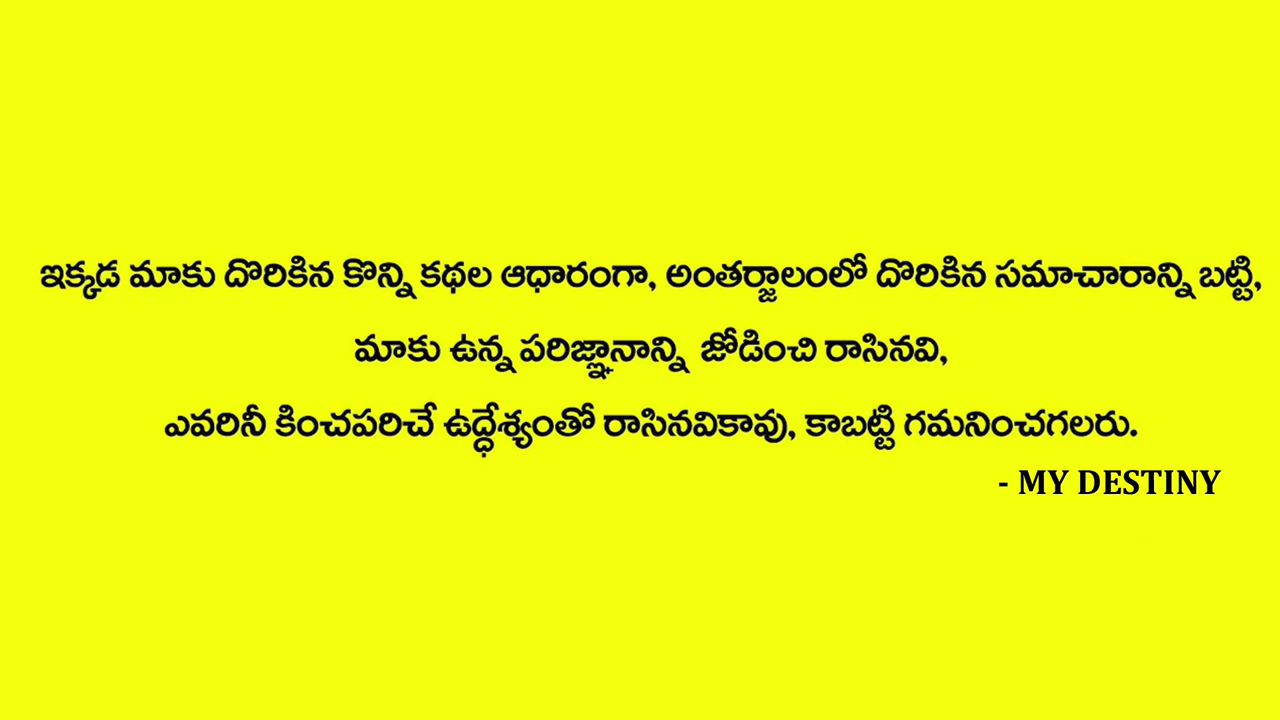 ఇక్కడ మాకు దొరికిన కొన్ని కథల ఆధారంగా, అంతర్జాలంలో దొరికిన సమాచారాన్ని బట్టి,
మాకు ఉన్న పరిజ్ఞానాన్ని జోడించి రాసినవి,
ఎవరినీ కించపరిచే ఉద్ధేశ్యంతో రాసినవికావు, కాబట్టి గమనించగలరు.
- MY DESTINY